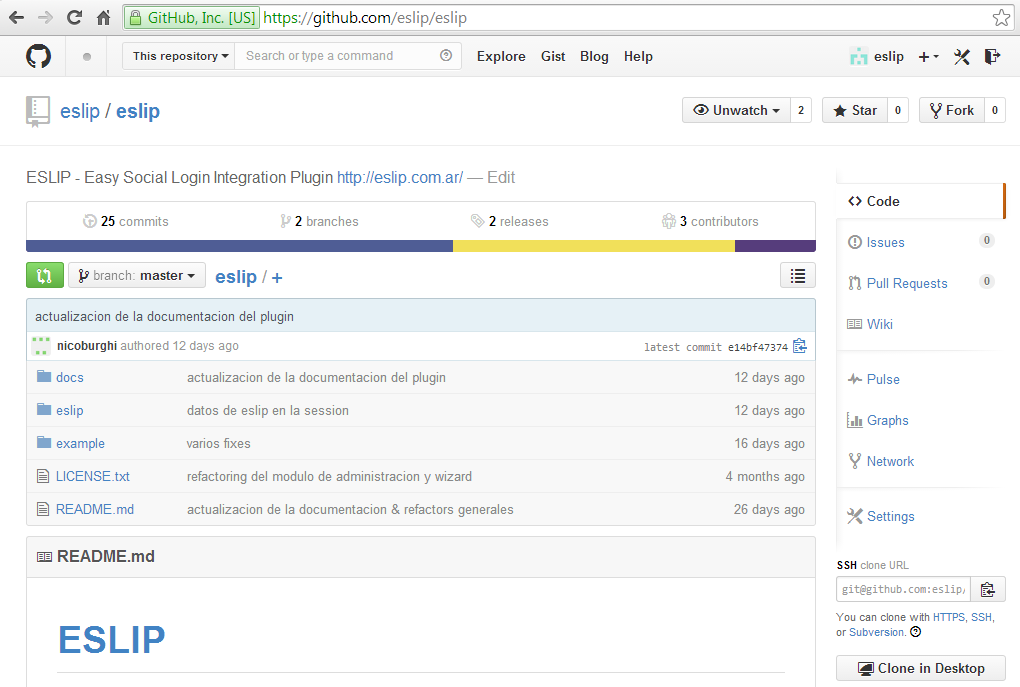 GitHub, Inc. [US] https://github.com/eslip/eslip
This repository Search or type a command Explore Gist Blog Help eslip +
eslip / eslip Unwatch 2 Star 0 Fork 0
ESLIP - Easy Social Login Integration Plugin http://eslip.com.ar/ — Edit
25 commits 2 branches 2 releases 3 contributors
branch: master eslip / +
actualizacion de la documentacion del plugin
nicoburghi authored 12 days ago latest commit e14bf47374
docs actualizacion de la documentacion del plugin 12 days ago
eslip datos de eslip en la session 12 days ago
example varios fixes 16 days ago
LICENSE.txt refactoring del modulo de administracion y wizard 4 months ago
README.md actualizacion de la documentacion & refactors generales 26 days ago
README.md
ESLIP
Code
Issues 0
Pull Requests 0
Wiki
Pulse
Graphs
Network
Settings
SSH clone URL
git@github.com:eslip/
You can clone with HTTPS, SSH,
or Subversion.
Clone in Desktop